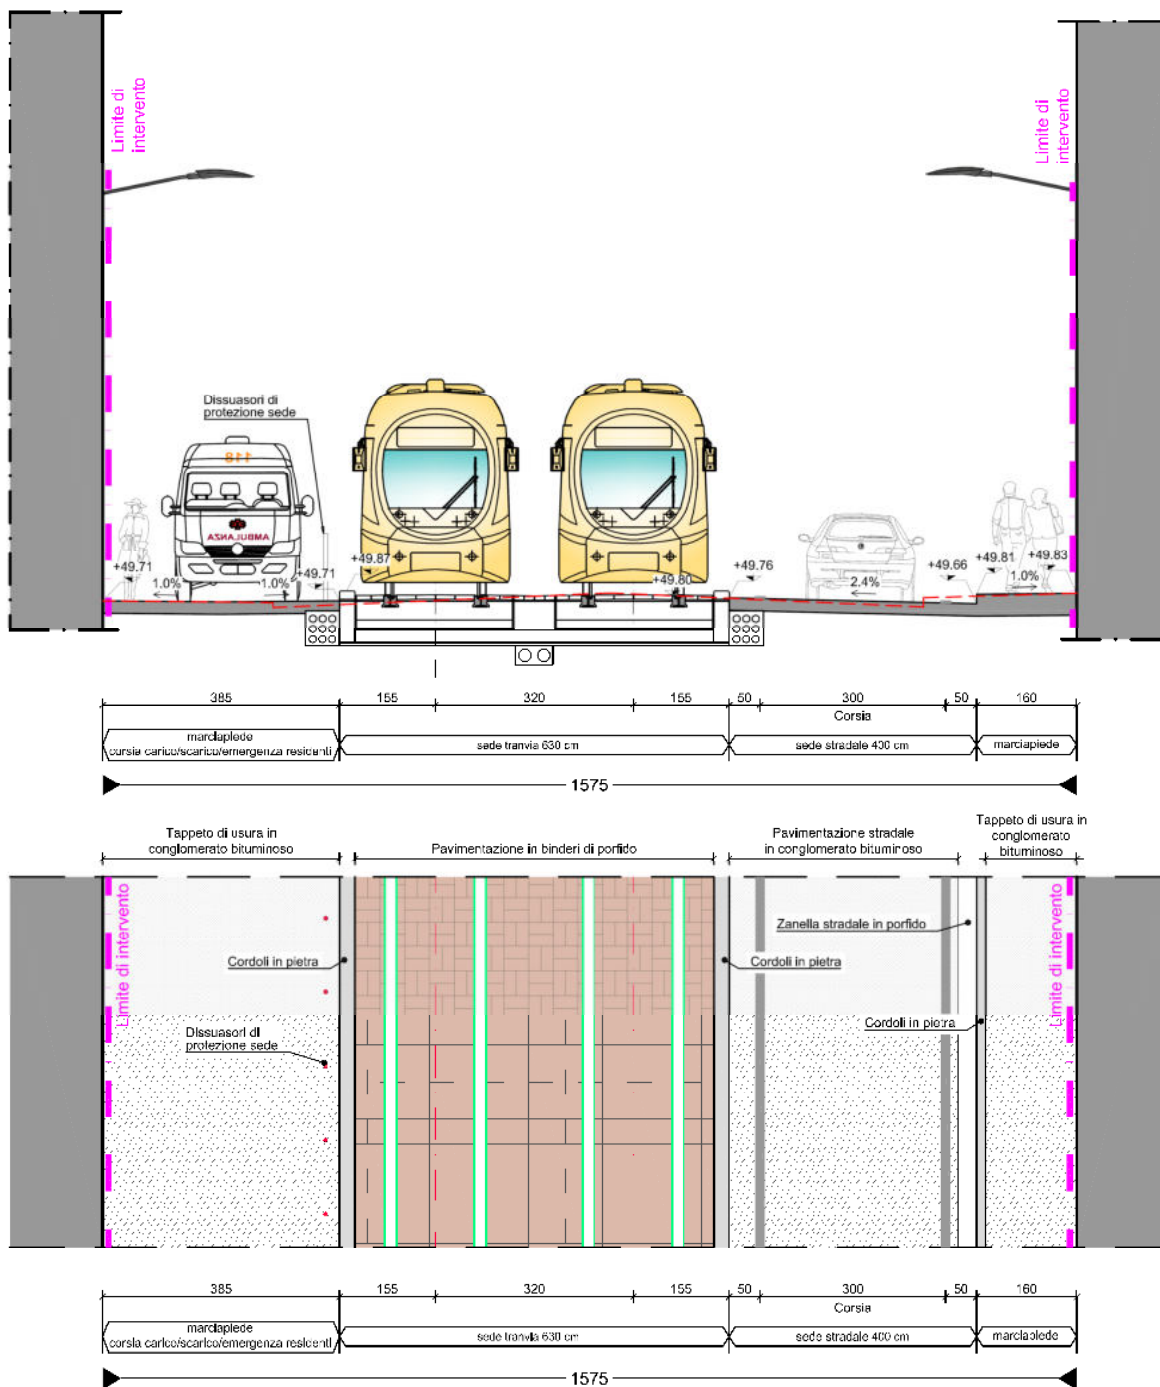 Limite di
intervento
Limite di
intervento
Dissuasori di
protezione sede
118
AMBULANZA
+49.71
1.0%
1.0%
+49.71
+49.87
+49.80
+49.76
2.4%
+49.66
+49.81
+49.83
1.0%
385
155
320
155
50
300
50
160
Corsia
marciapiede
corsia carico/scarico/emergenza residenti
sede tranvia 630 cm
sede stradale 400 cm
marciapiede
1575
Tappeto di usura in
conglomerato bituminoso
Pavimentazione in binderi di porfido
Pavimentazione stradale
in conglomerato bituminoso
Tappeto di usura in
conglomerato
bituminoso
Limite di intervento
Cordoli in pietra
Cordoli in pietra
Zanella stradale in porfido
Limite di intervento
Dissuasori di
protezione sede
Cordoli in pietra
385
155
320
155
50
300
50
160
Corsia
marciapiede
corsia carico/scarico/emergenza residenti
sede tranvia 630 cm
sede stradale 400 cm
marciapiede
1575